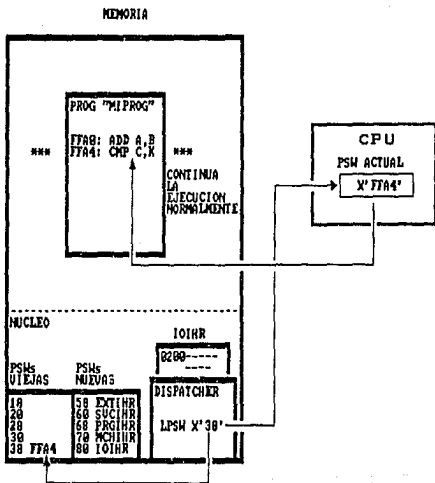 MEMORIA
PROG "MIPROG"
FFA0: ADD A,B
FFA4: CMP C,K
***
***
CONTINUA
LA
EJECUCION
NORMALMENTE
CPU
PSW ACTUAL
X'FFA4'
NUCLEO
IOIHR
0200-----
----
PSWs
VIEJAS
18
20
28
30
38 FFA4
PSWs
NUEVAS
58 EXTIHR
60 SVCIHR
68 PRGIHR
70 MCHIHR
80 IOIHR
DISPATCHER
LPSW X'38'